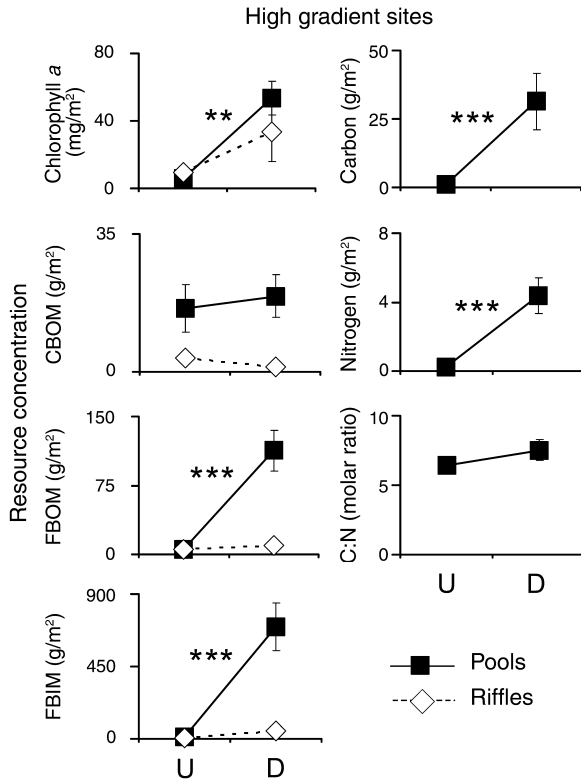 High gradient sites
Resource concentration
Chlorophyll a
(mg/m²)
80
40
0
**
CBOM (g/m²)
35
0
FBOM (g/m²)
150
75
0
***
FBIM (g/m²)
900
450
0
***
U D
Carbon (g/m²)
50
25
0
***
Nitrogen (g/m²)
8
4
0
***
C:N (molar ratio)
10
5
0
U D
Pools
Riffles